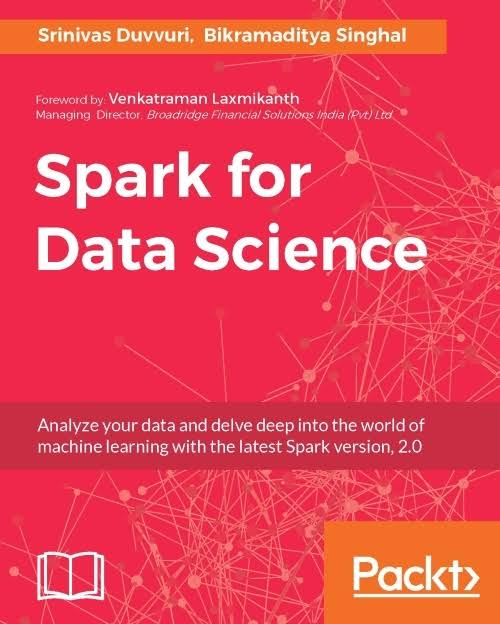 Srinivas Duvvuri, Bikramaditya Singhal
Foreword by: Venkatraman Laxmikanth
Managing Director, Broadridge Financial Solutions India (Pvt) Ltd
Spark for
Data Science
Analyze your data and delve deep into the world of
machine learning with the latest Spark version, 2.0
Packt>